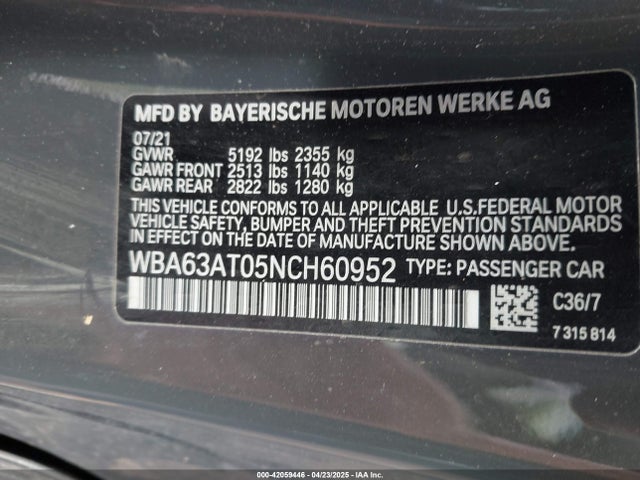 MFD BY BAYERISCHE MOTOREN WERKE AG
07/21
GVWR 5192 lbs 2355 kg
GAWR FRONT 2513 lbs 1140 kg
GAWR REAR 2822 lbs 1280 kg
THIS VEHICLE CONFORMS TO ALL APPLICABLE U.S.FEDERAL MOTOR
VEHICLE SAFETY, BUMPER AND THEFT PREVENTION STANDARDS
IN EFFECT ON THE DATE OF MANUFACTURE SHOWN ABOVE.
WBA63AT05NCH60952 TYPE: PASSENGER CAR
C36/7
7 315 814
000-42059446 - 04/23/2025 - IAA, Inc.